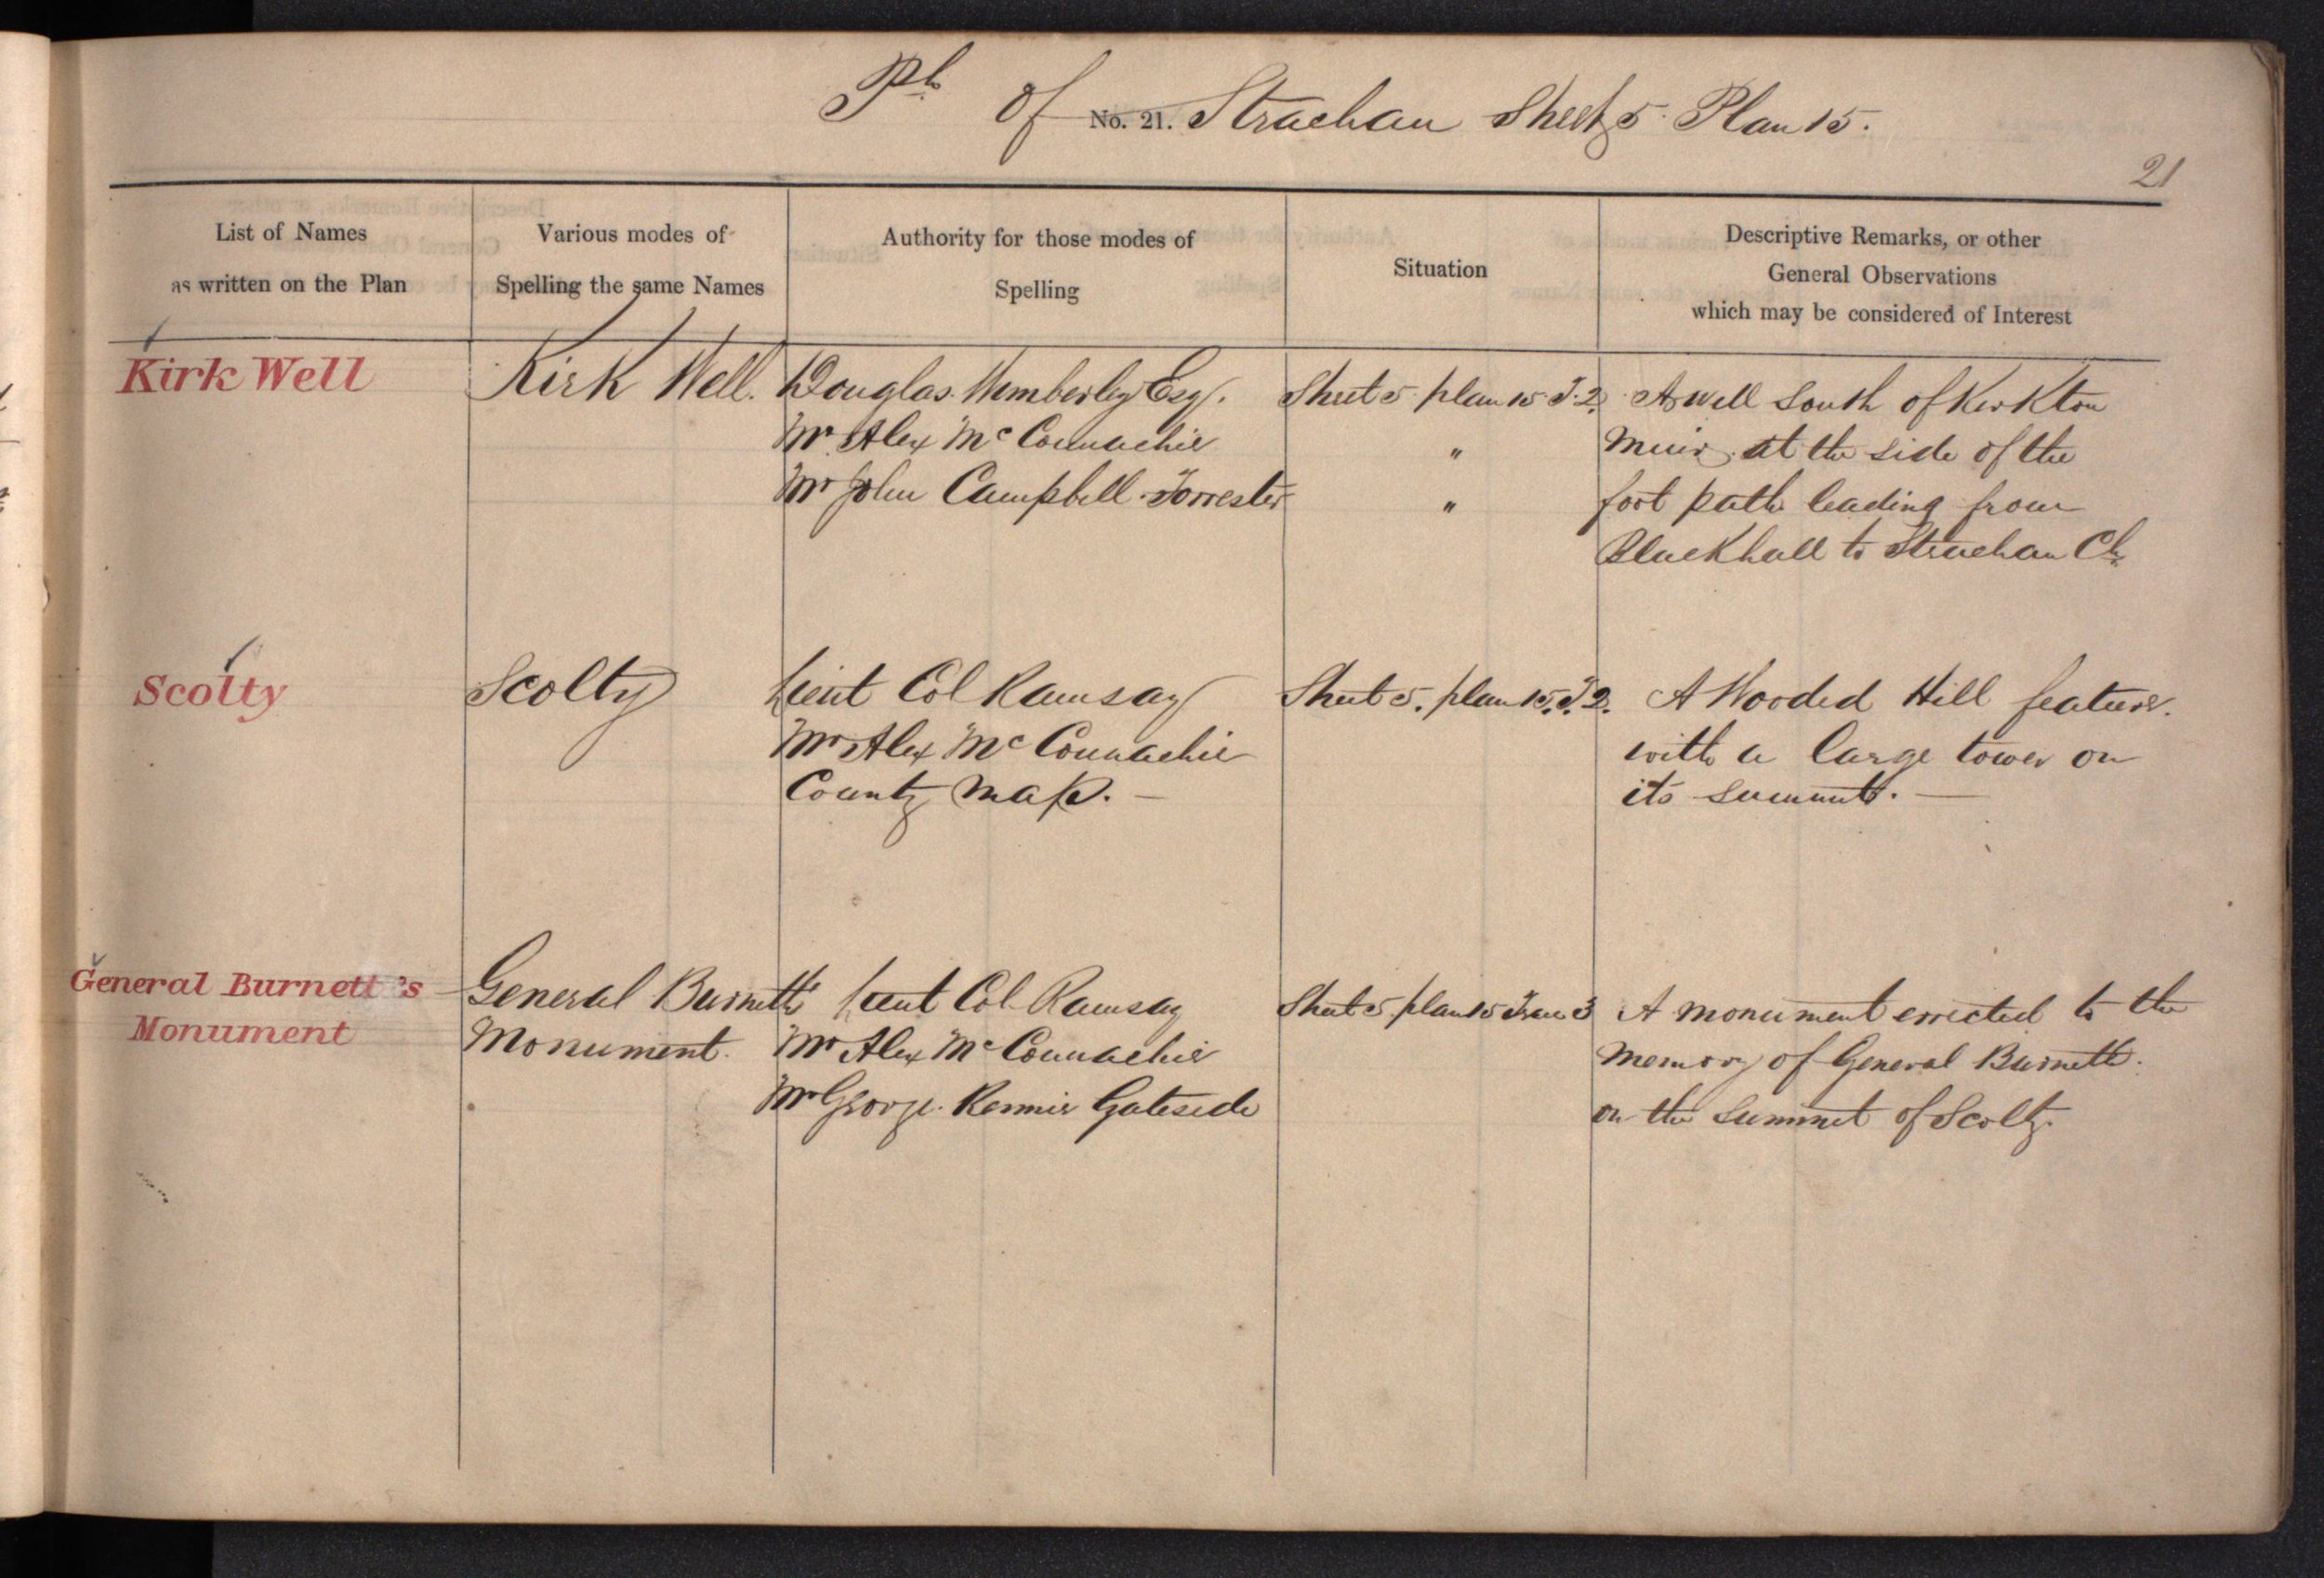 Ph of No. 21. Strachan Sheet 5 Plan 15.
21
List of Names
as written on the Plan
Various modes of
Spelling the same Names
Authority for those modes of
Spelling
Situation
Descriptive Remarks, or other
General Observations
which may be considered of Interest
Kirk Well
Kirk Well.
Douglas Wemberley Esq.
Mr. Alex McConnachie
Mr John Campbell Forrester
Sheet 5 plan 15 T. 2.
"
"
A well South of Kirkton
Muir, at the side of the
foot path leading from
Blackhall to Strachan Ch.
Scolty
Scolty
Lieut Col Ramsay
Mr Alex McConnachie
County Map. —
Sheet 5. plan 15. T. 2.
A Wooded Hill feature.
with a large tower on
its summit. —
General Burnett's
Monument
General Burnett's
Monument.
Lieut Col Ramsay
Mr Alex McConnachie
Mr George Rennie Gateside
Sheet 5 plan 15 Trace 3
A monument errected to the
memory of General Burnett.
on the Summit of Scolty.